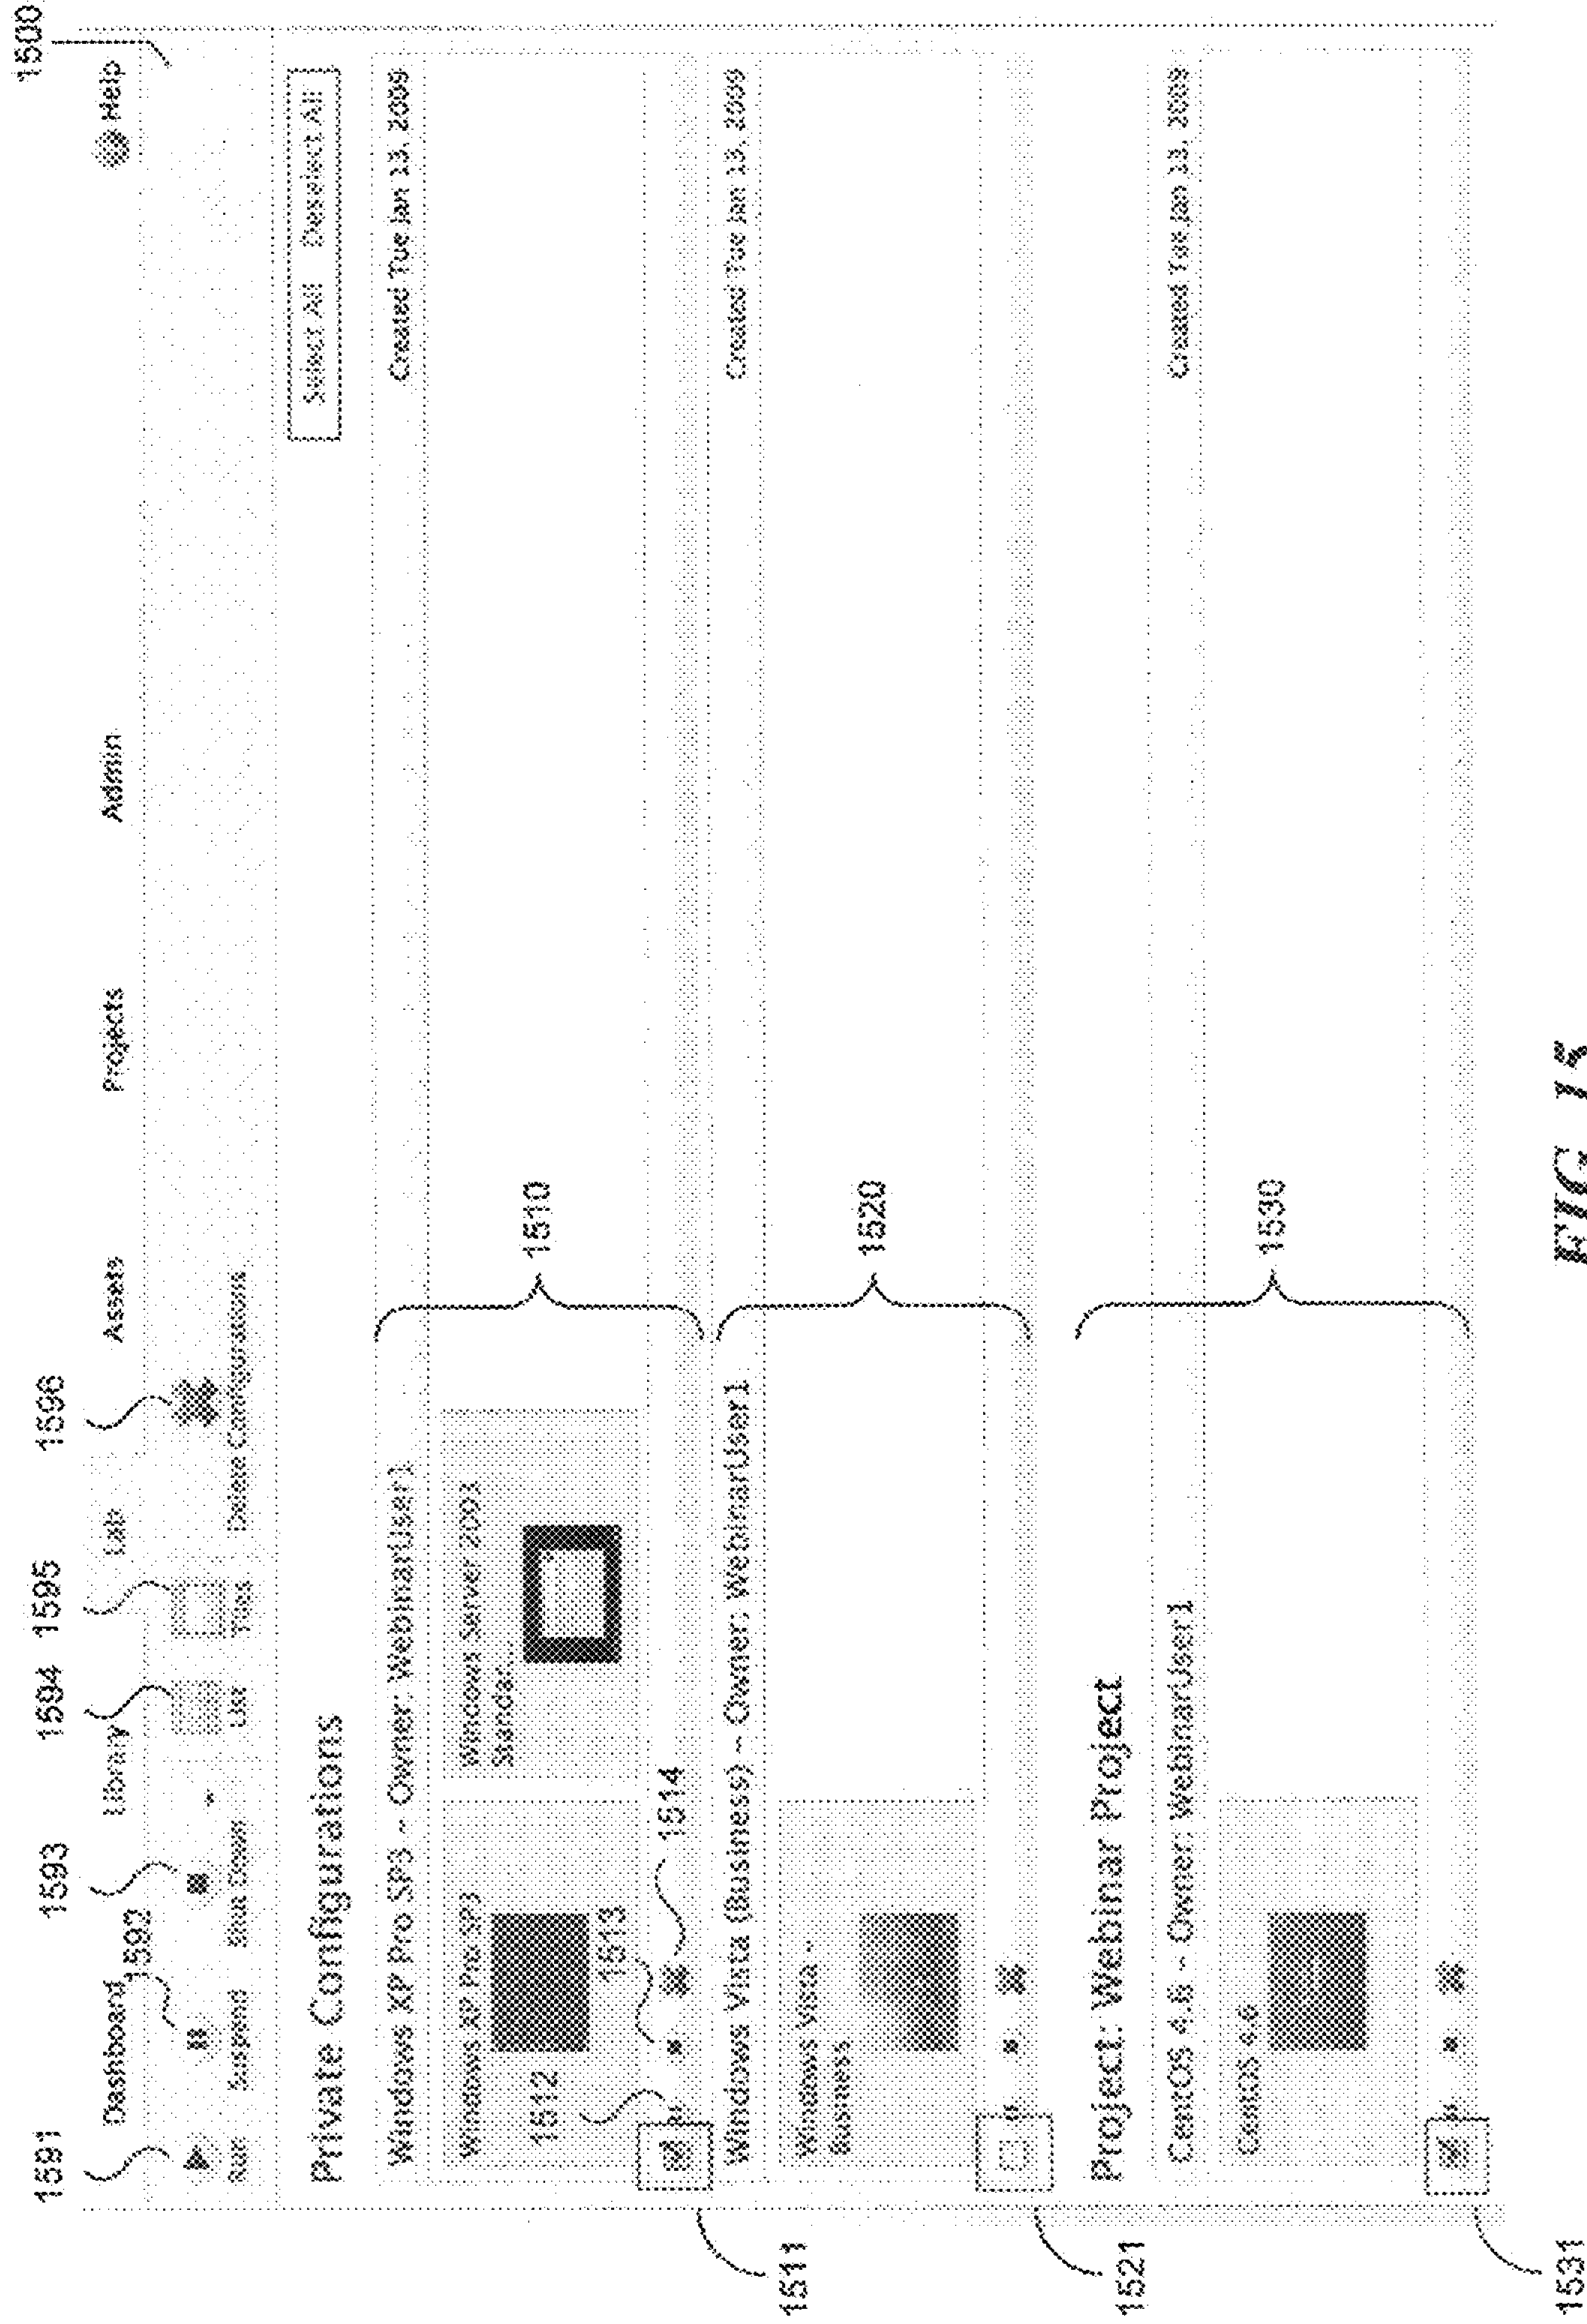 1500
Dashboard Library Lab Assets Projects Admin Help
1591 1592 1593 1594 1595 1596
Run Suspend Shut Down List Tiles Delete Configurations
Private Configurations
Select All Deselect All
Windows XP Pro SP3 - Owner: WebinarUser1 Created Tue Jan 13, 2009
Windows XP Pro SP3
Windows Server 2003
Standar..
1510
1512 1513 1514
1511
Windows Vista (Business) - Owner: WebinarUser1 Created Tue Jan 13, 2009
Windows Vista -
Business
1520
1521
Project: Webinar Project
CentOS 4.6 - Owner: WebinarUser1 Created Tue Jan 13, 2009
CentOS 4.6
1530
1531
FIG. 15